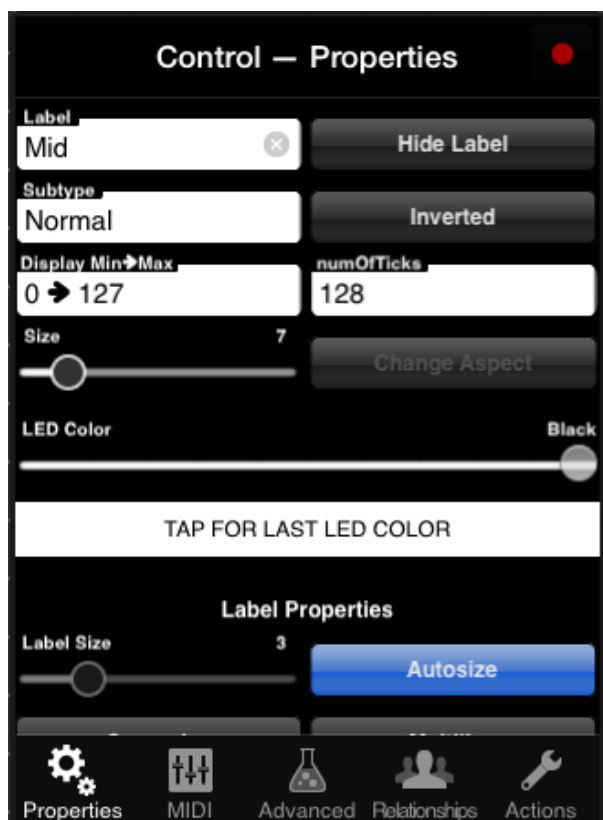 Control — Properties
Label
Mid
Hide Label
Subtype
Normal
Inverted
Display Min➔Max
0 ➔ 127
numOfTicks
128
Size 7
Change Aspect
LED Color Black
TAP FOR LAST LED COLOR
Label Properties
Label Size 3
Autosize
Properties MIDI Advanced Relationships Actions